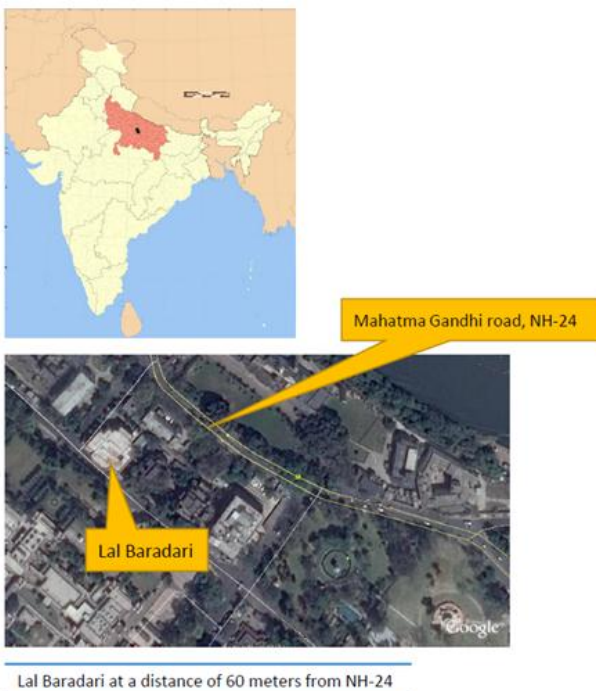 Mahatma Gandhi road, NH-24
Lal Baradari
Google
Lal Baradari at a distance of 60 meters from NH-24